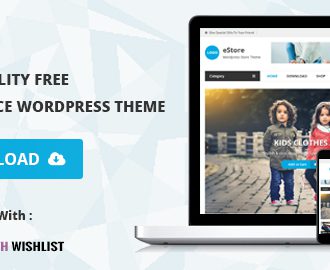 LITY FREE
CE WORDPRESS THEME
LOAD
With :
H WISHLIST
eStore
Wordpress Store Theme
Category
HOME
DOWNLOAD
SHOP
KIDS CLOTHES